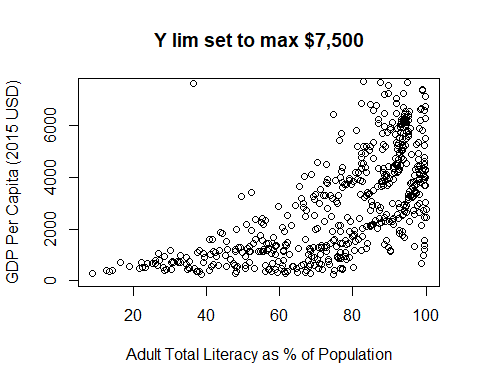 Y lim set to max $7,500
GDP Per Capita (2015 USD)
6000
4000
2000
0
20 40 60 80 100
Adult Total Literacy as % of Population